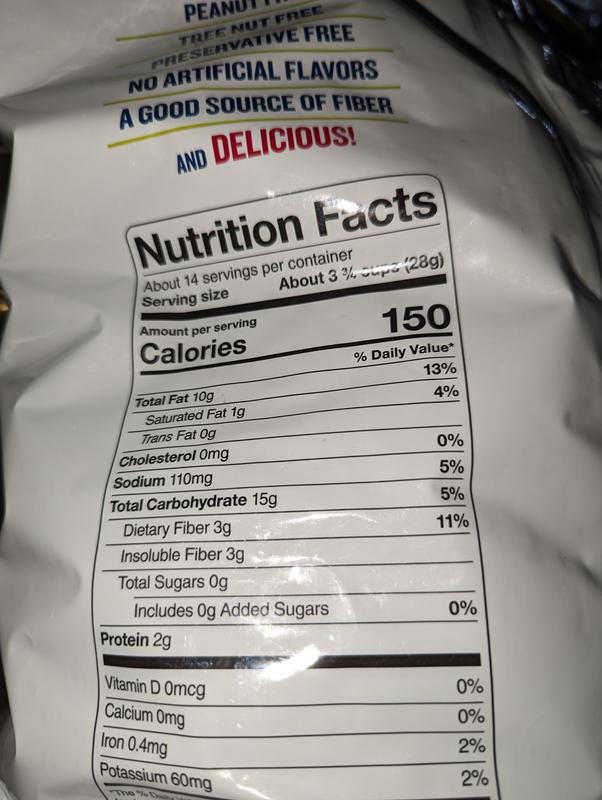 PEANUT
TREE NUT FREE
PRESERVATIVE FREE
NO ARTIFICIAL FLAVORS
A GOOD SOURCE OF FIBER
AND DELICIOUS!
Nutrition Facts
About 14 servings per container
Serving size About 3 ¾ cups (28g)
Amount per serving
Calories 150
% Daily Value*
Total Fat 10g 13%
Saturated Fat 1g 4%
Trans Fat 0g
Cholesterol 0mg 0%
Sodium 110mg 5%
Total Carbohydrate 15g 5%
Dietary Fiber 3g 11%
Insoluble Fiber 3g
Total Sugars 0g
Includes 0g Added Sugars 0%
Protein 2g
Vitamin D 0mcg 0%
Calcium 0mg 0%
Iron 0.4mg 2%
Potassium 60mg 2%
*The % Daily